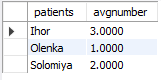 patients avgnumber
Ihor 3.0000
Olenka 1.0000
Solomiya 2.0000